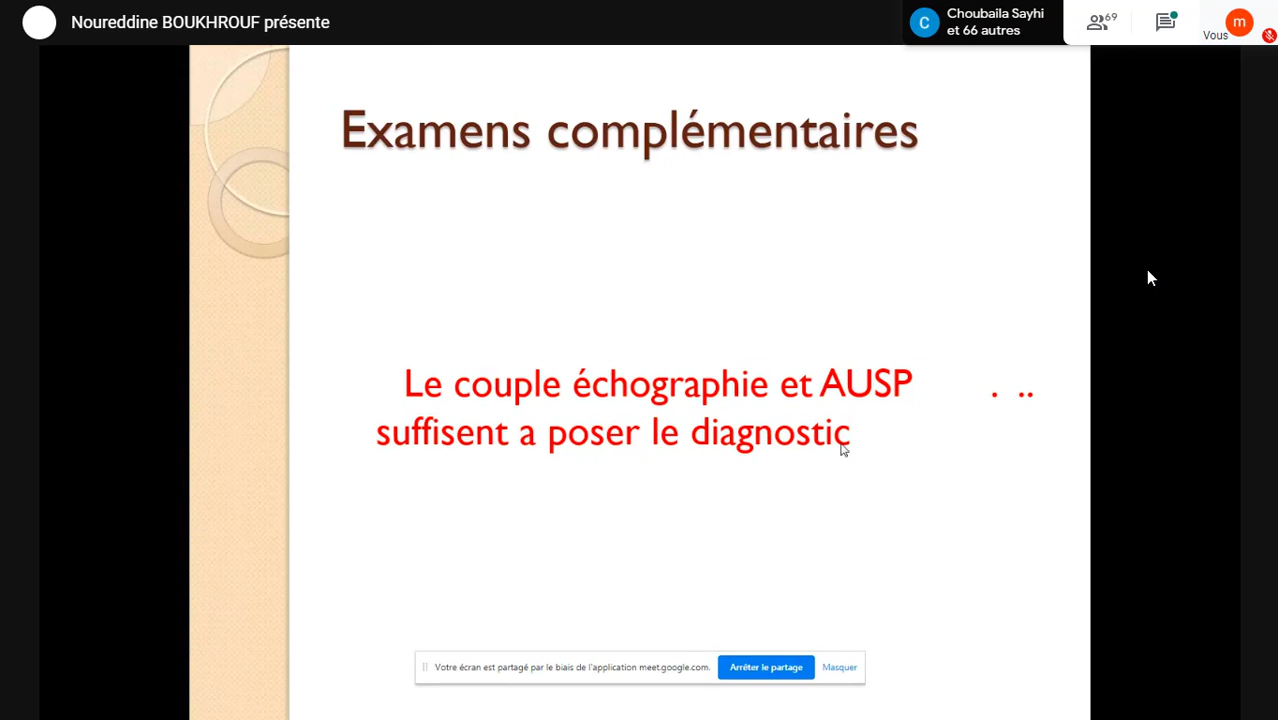 Noureddine BOUKHROUF présente
Choubaila Sayhi
et 66 autres
C
69
m
Vous
Examens complémentaires
Le couple échographie et AUSP . ..
suffisent a poser le diagnostic
Votre écran est partagé par le biais de l'application meet.google.com.
Arrêter le partage
Masquer